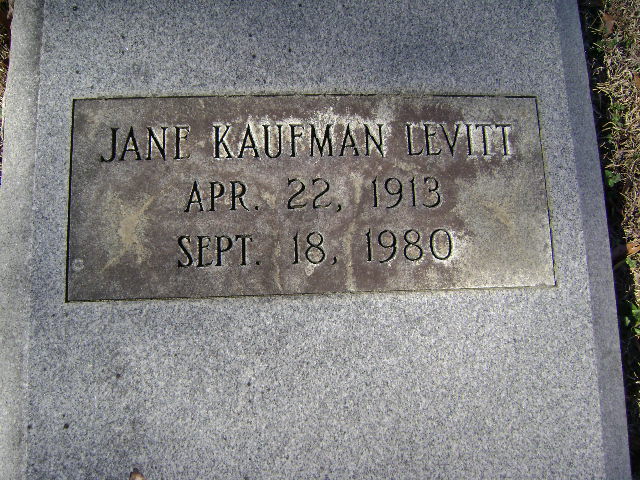 JANE KAUFMAN LEVITT
APR. 22, 1913
SEPT. 18, 1980